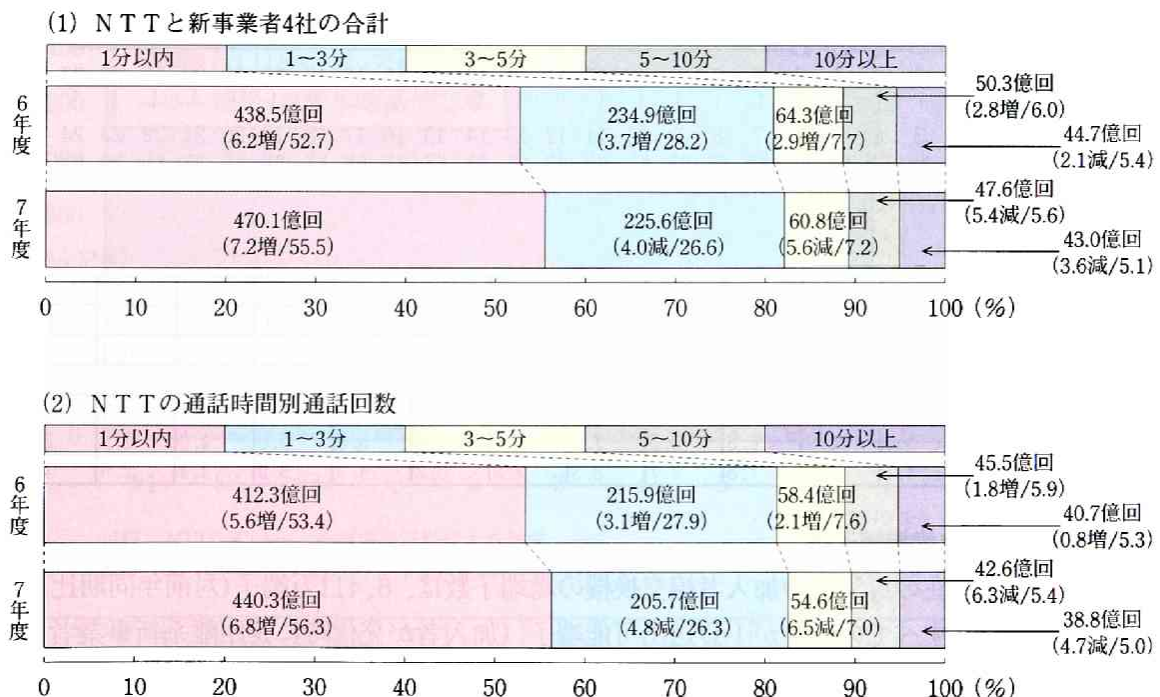 (1) NTTと新事業者4社の合計
1分以内 1～3分 3～5分 5～10分 10分以上
6年度
438.5億回
(6.2増/52.7)
234.9億回
(3.7増/28.2)
64.3億回
(2.9増/7.7)
50.3億回
(2.8増/6.0)
44.7億回
(2.1減/5.4)
7年度
470.1億回
(7.2増/55.5)
225.6億回
(4.0減/26.6)
60.8億回
(5.6減/7.2)
47.6億回
(5.4減/5.6)
43.0億回
(3.6減/5.1)
0 10 20 30 40 50 60 70 80 90 100 (%)
(2) NTTの通話時間別通話回数
1分以内 1～3分 3～5分 5～10分 10分以上
6年度
412.3億回
(5.6増/53.4)
215.9億回
(3.1増/27.9)
58.4億回
(2.1増/7.6)
45.5億回
(1.8増/5.9)
40.7億回
(0.8増/5.3)
7年度
440.3億回
(6.8増/56.3)
205.7億回
(4.8減/26.3)
54.6億回
(6.5減/7.0)
42.6億回
(6.3減/5.4)
38.8億回
(4.7減/5.0)
0 10 20 30 40 50 60 70 80 90 100 (%)